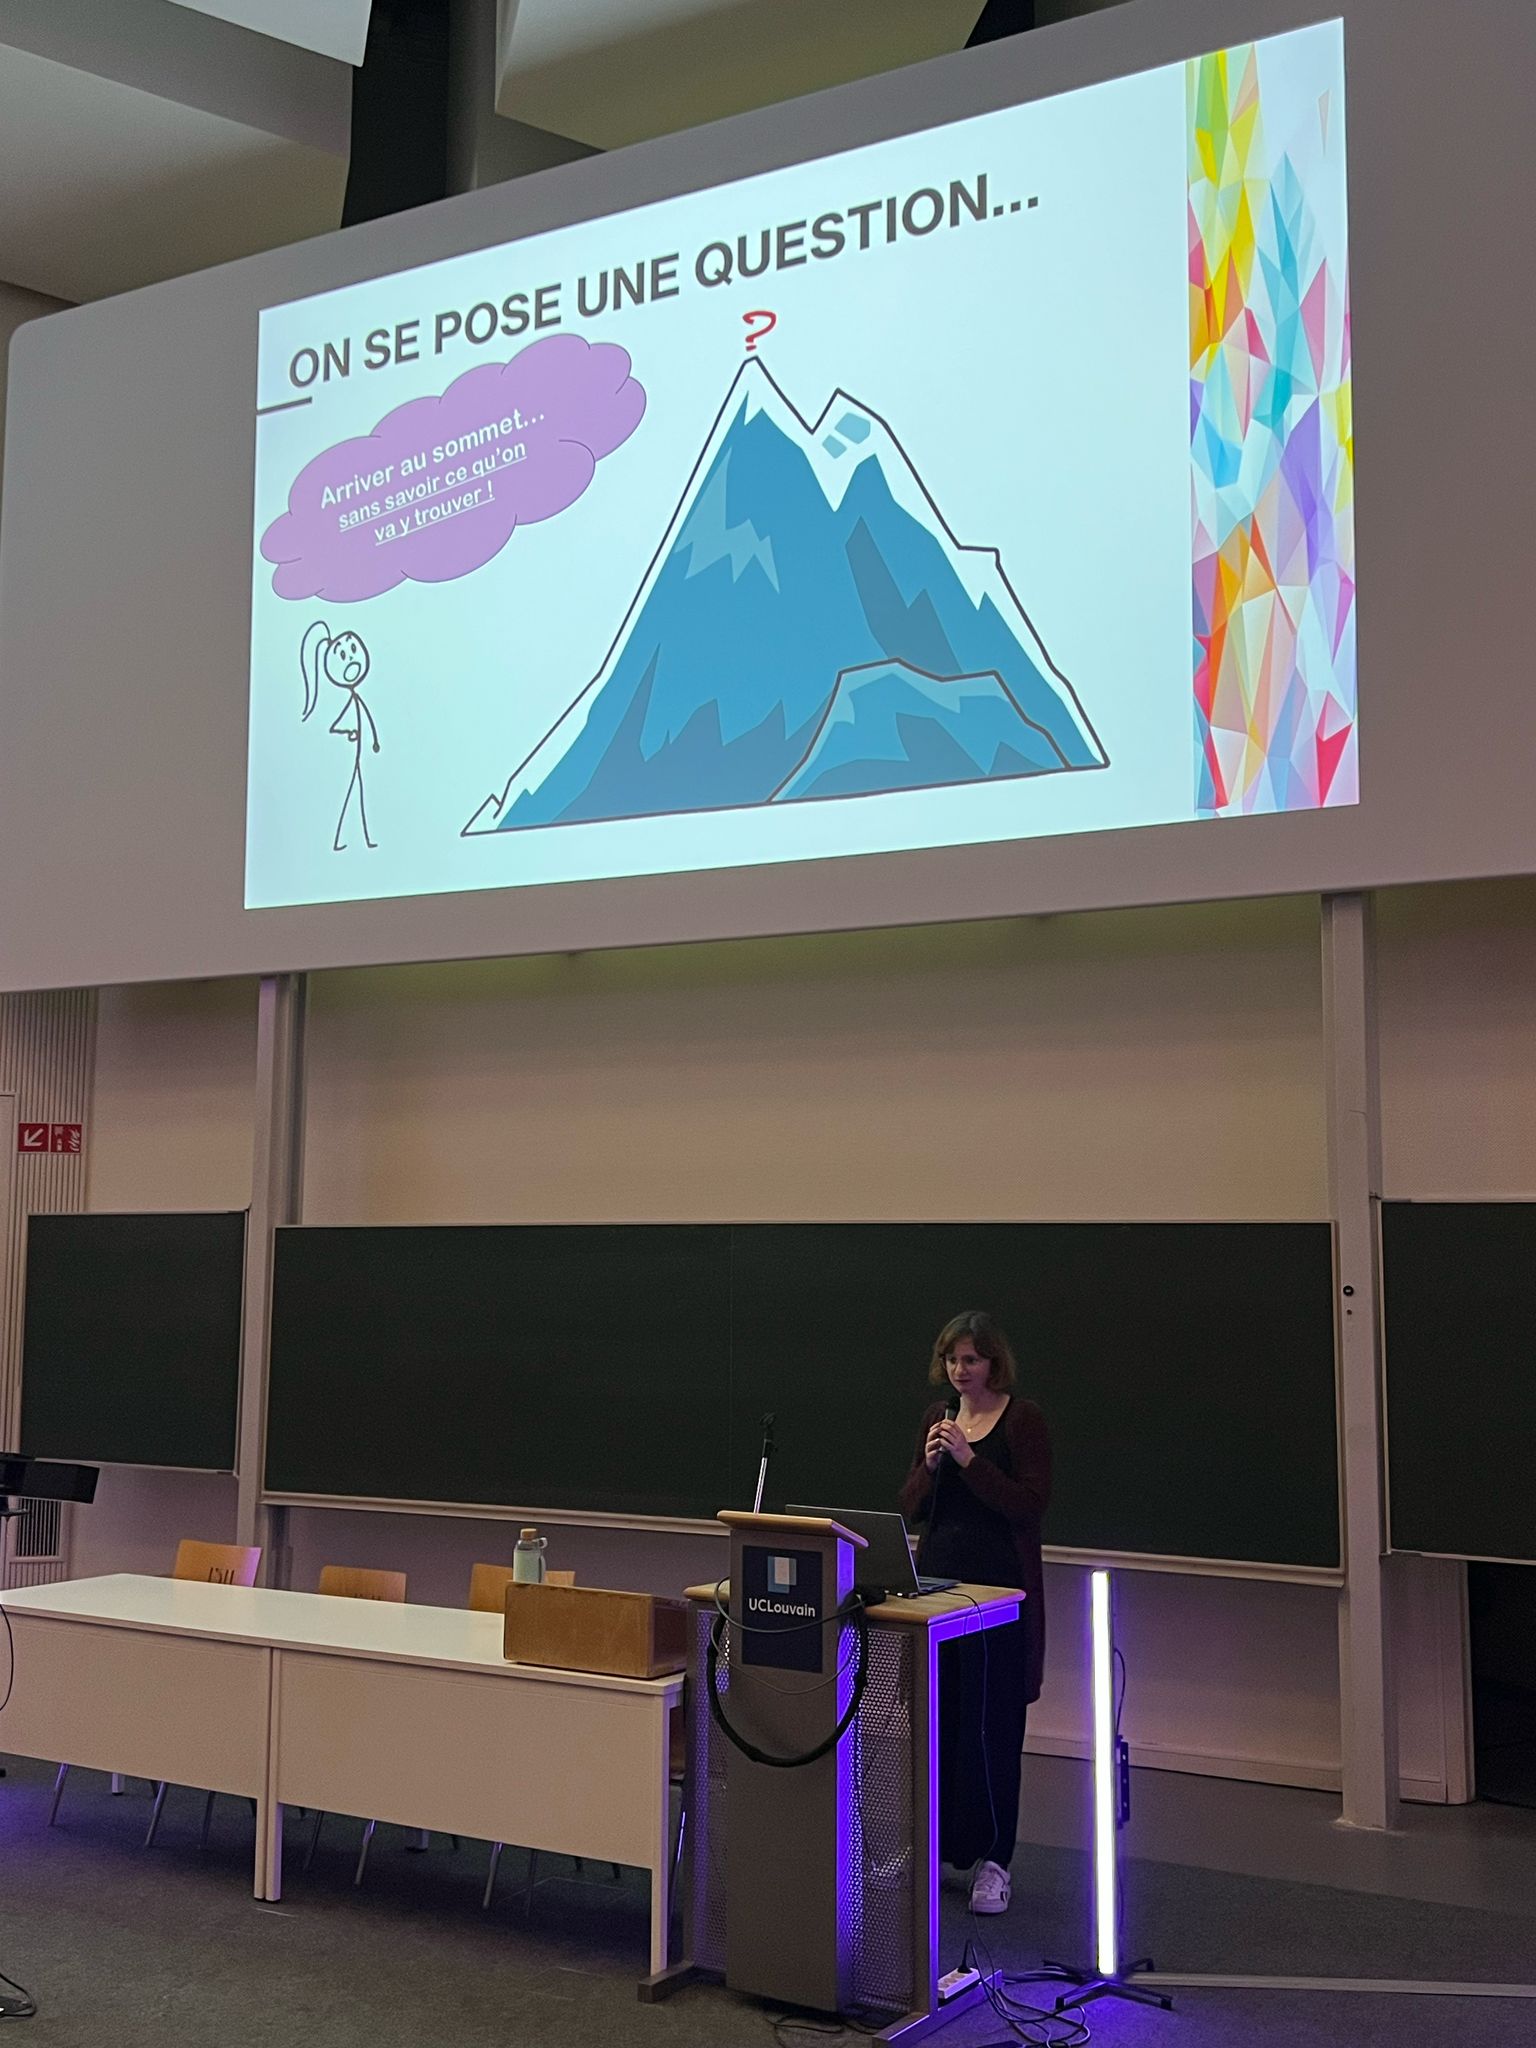 ON SE POSE UNE QUESTION...
?
Arriver au sommet...
sans savoir ce qu'on
va y trouver !
UCLouvain